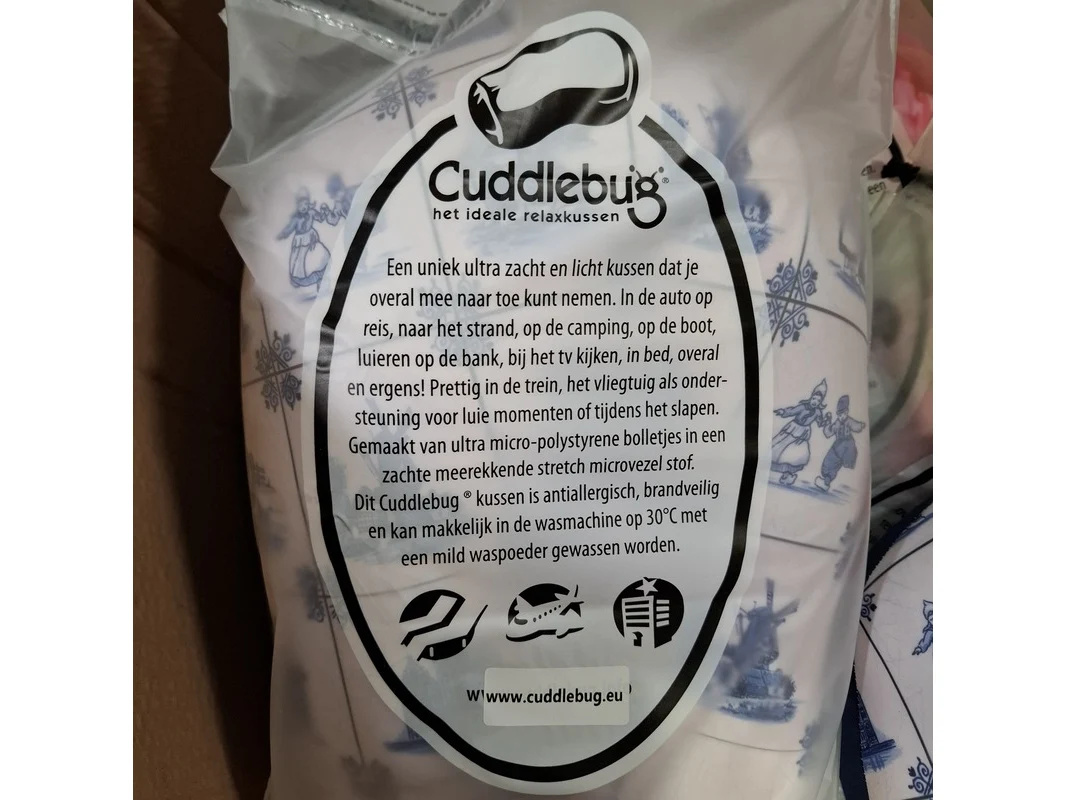 Cuddlebug®
het ideale relaxkussen
Een uniek ultra zacht en licht kussen dat je
overal mee naar toe kunt nemen. In de auto op
reis, naar het strand, op de camping, op de boot,
luieren op de bank, bij het tv kijken, in bed, overal
en ergens! Prettig in de trein, het vliegtuig als onder-
steuning voor luie momenten of tijdens het slapen.
Gemaakt van ultra micro-polystyrene bolletjes in een
zachte meerekkende stretch microvezel stof.
Dit Cuddlebug ® kussen is antiallergisch, brandveilig
en kan makkelijk in de wasmachine op 30°C met
een mild waspoeder gewassen worden.
www.cuddlebug.eu